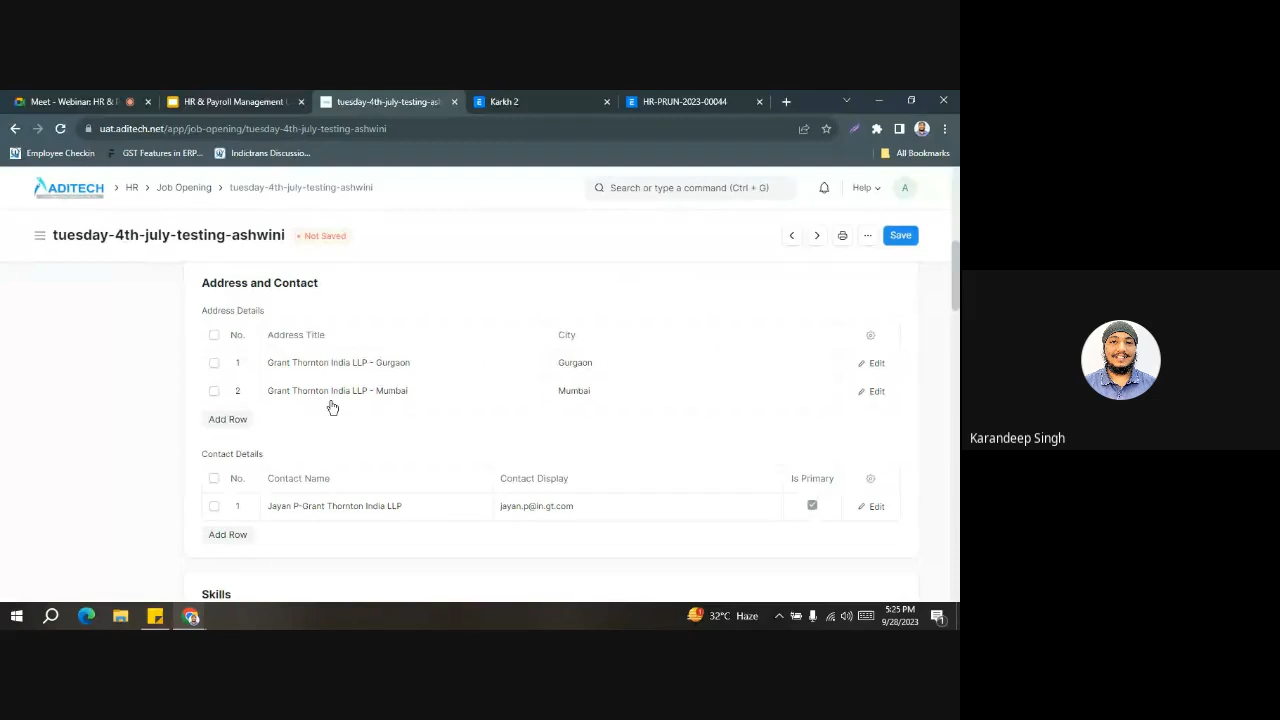 Meet - Webinar: HR & P
HR & Payroll Management
tuesday-4th-july-testing-as
Karkh 2
HR-PRUN-2023-00044
uat.aditech.net/app/job-opening/tuesday-4th-july-testing-ashwini
Employee Checkin
GST Features in ERP...
Indictrans Discussio...
All Bookmarks
ADITECH
HR
Job Opening
tuesday-4th-july-testing-ashwini
Search or type a command (Ctrl + G)
Help
A
tuesday-4th-july-testing-ashwini
Not Saved
Save
Address and Contact
Address Details
No. Address Title City
1 Grant Thornton India LLP - Gurgaon Gurgaon Edit
2 Grant Thornton India LLP - Mumbai Mumbai Edit
Add Row
Contact Details
No. Contact Name Contact Display Is Primary
1 Jayan P-Grant Thornton India LLP jayan.p@in.gt.com Edit
Add Row
Skills
Karandeep Singh
32°C Haze
5:25 PM
9/28/2023